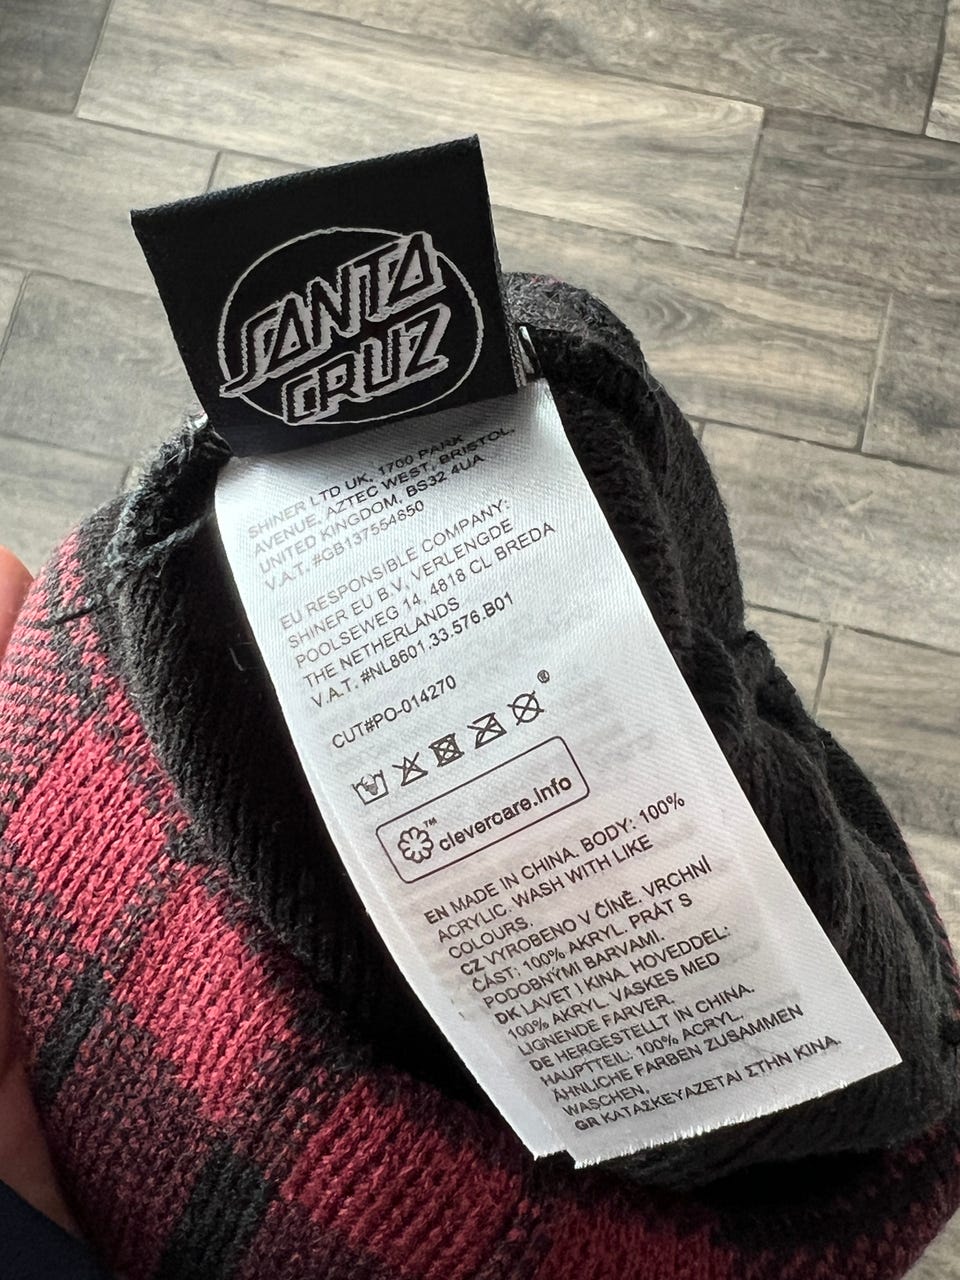 SANTA
CRUZ
SHINER LTD UK, 1700 PARK
AVENUE, AZTEC WEST, BRISTOL,
UNITED KINGDOM, BS32 4UA
V.A.T. #GB137554650
EU RESPONSIBLE COMPANY:
SHINER EU B.V. VERLENGDE
POOLSEWEG 14, 4818 CL BREDA
THE NETHERLANDS
V.A.T. #NL8601.33.576.B01
CUT#PO-014270
®
™ clevercare.info
EN MADE IN CHINA. BODY: 100%
ACRYLIC. WASH WITH LIKE
COLOURS.
CZ VYROBENO V ČÍNĚ. VRCHNÍ
ČÁST: 100% AKRYL. PRÁT S
PODOBNÝMI BARVAMI.
DK LAVET I KINA. HOVEDDEL:
100% AKRYL. VASKES MED
LIGNENDE FARVER.
DE HERGESTELLT IN CHINA.
HAUPTTEIL: 100% ACRYL.
ÄHNLICHE FARBEN ZUSAMMEN
WASCHEN.
GR ΚΑΤΑΣΚΕΥΑΖΕΤΑΙ ΣΤΗΝ ΚΙΝΑ.